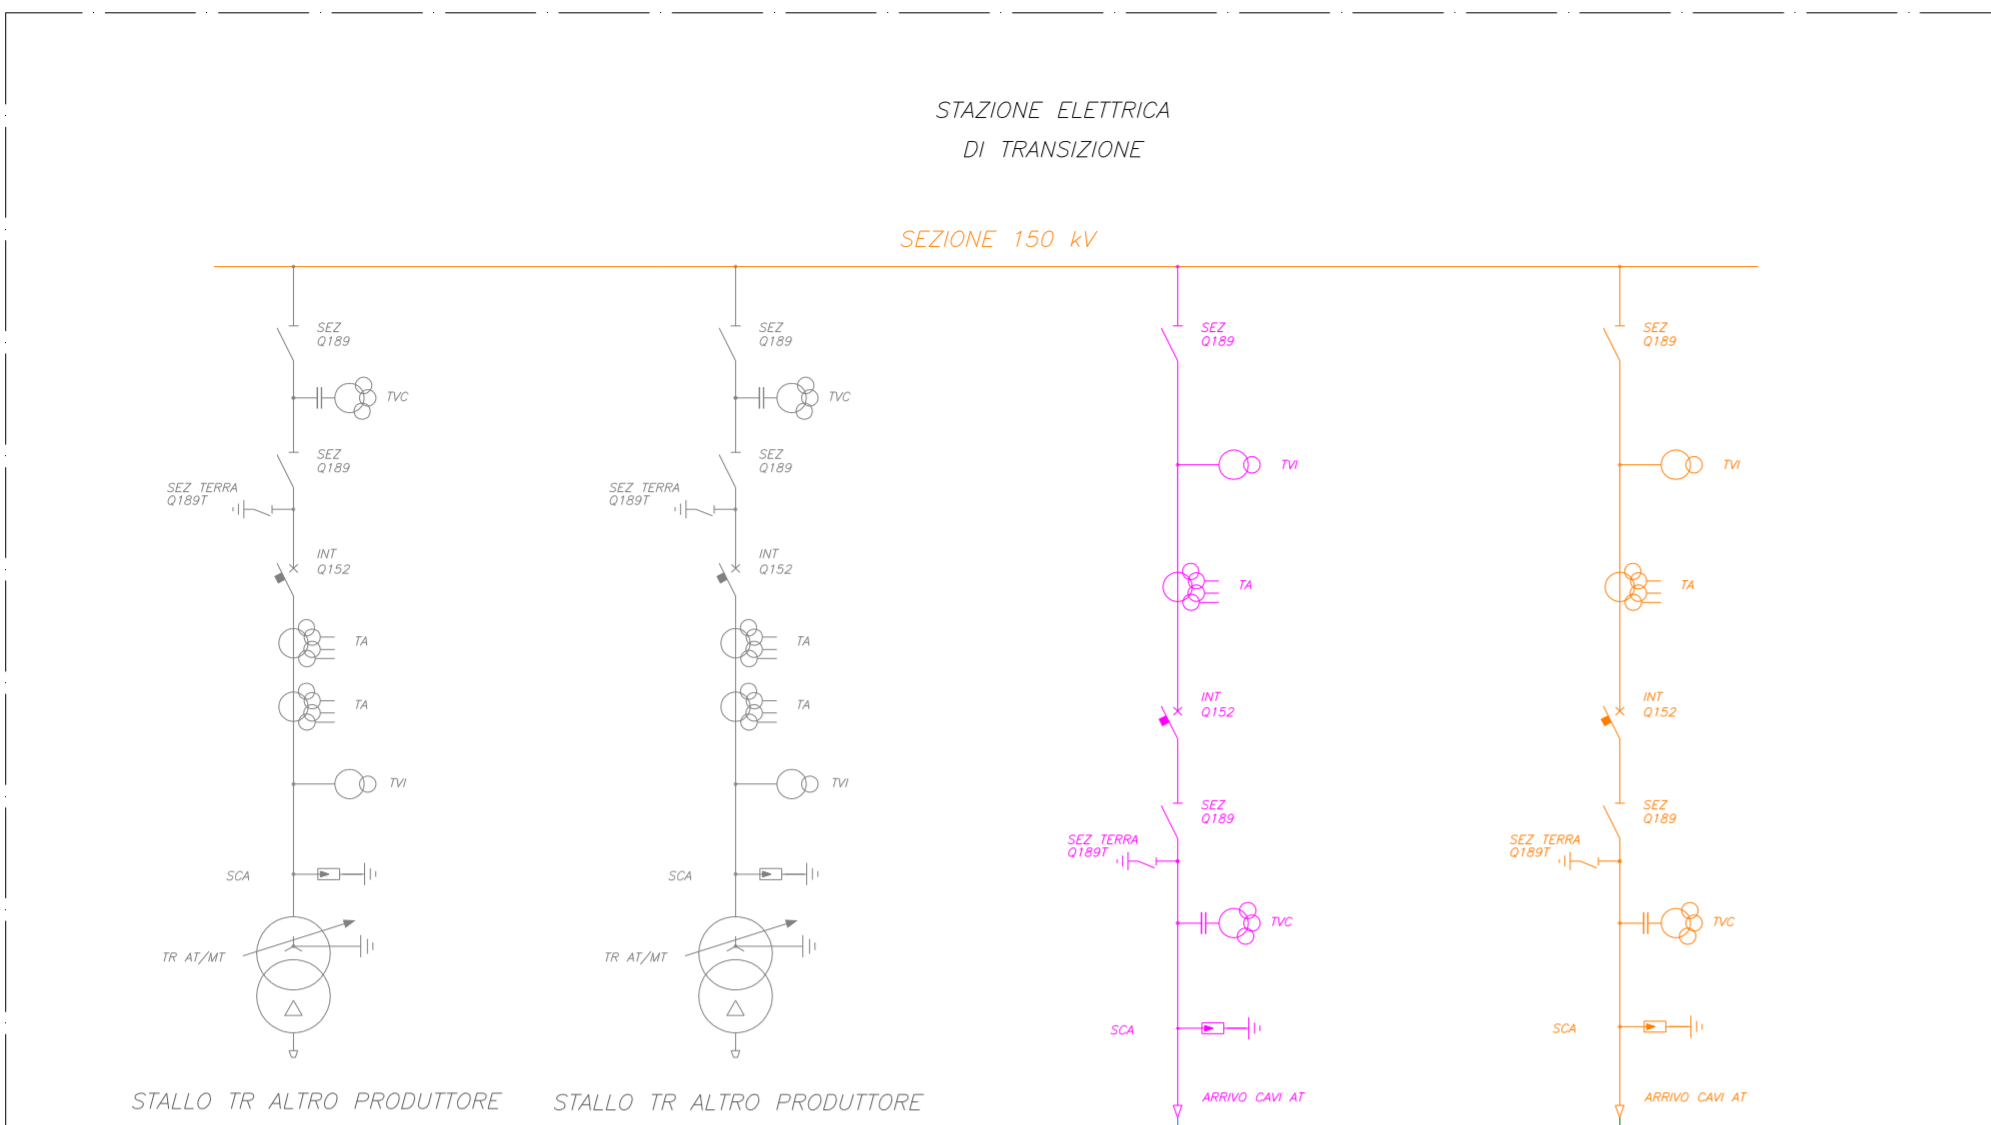 STAZIONE ELETTRICA
DI TRANSIZIONE
SEZIONE 150 kV
SEZ
Q189
TVC
SEZ
Q189
SEZ TERRA
Q189T
INT
Q152
TA
TA
TVI
SCA
TR AT/MT
STALLO TR ALTRO PRODUTTORE
SEZ
Q189
TVC
SEZ
Q189
SEZ TERRA
Q189T
INT
Q152
TA
TA
TVI
SCA
TR AT/MT
STALLO TR ALTRO PRODUTTORE
SEZ
Q189
TVI
TA
INT
Q152
SEZ
Q189
SEZ TERRA
Q189T
TVC
SCA
ARRIVO CAVI AT
SEZ
Q189
TVI
TA
INT
Q152
SEZ
Q189
SEZ TERRA
Q189T
TVC
SCA
ARRIVO CAVI AT